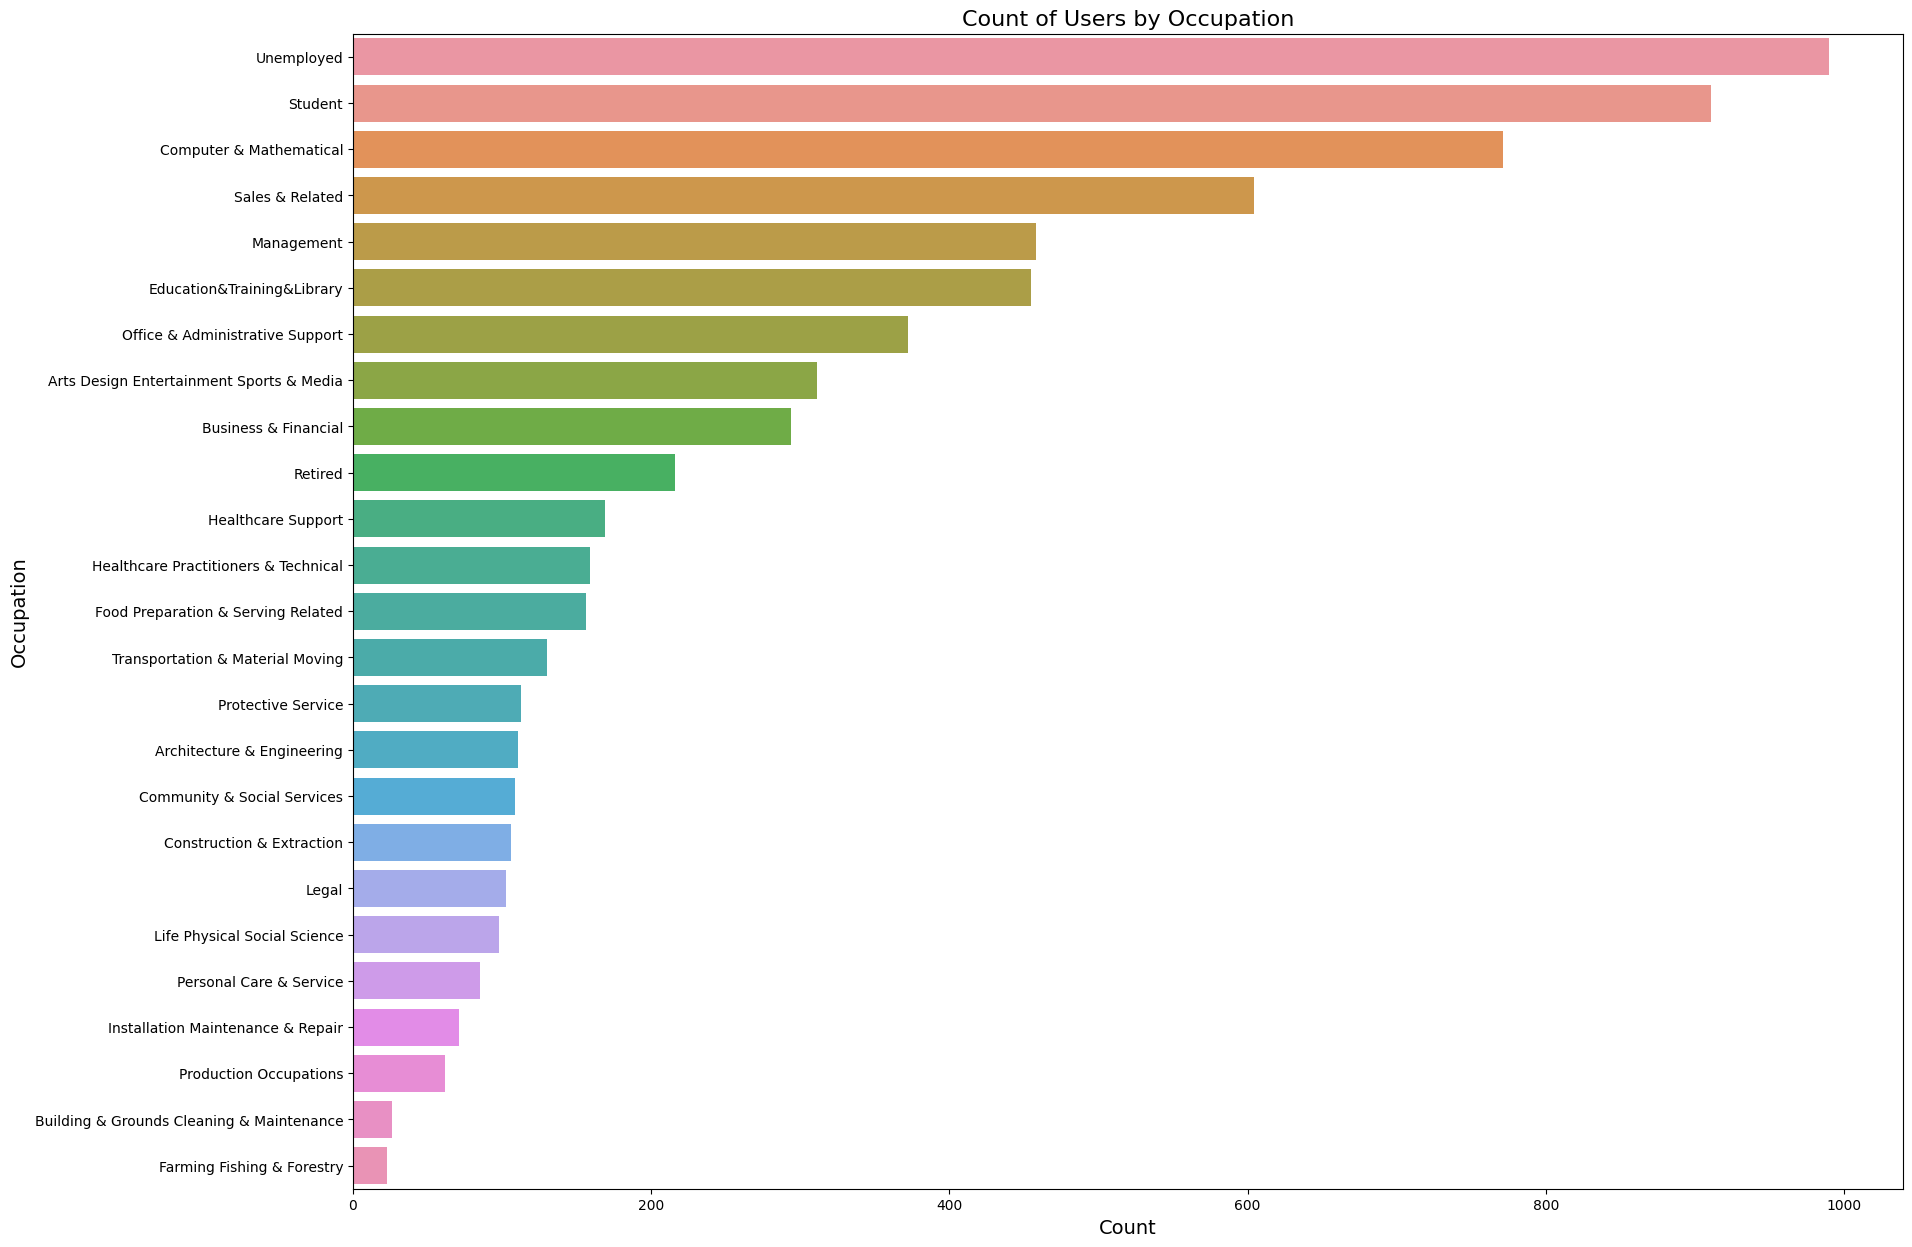 Count of Users by Occupation
Unemployed
Student
Computer & Mathematical
Sales & Related
Management
Education&Training&Library
Office & Administrative Support
Arts Design Entertainment Sports & Media
Business & Financial
Retired
Healthcare Support
Healthcare Practitioners & Technical
Food Preparation & Serving Related
Transportation & Material Moving
Protective Service
Architecture & Engineering
Community & Social Services
Construction & Extraction
Legal
Life Physical Social Science
Personal Care & Service
Installation Maintenance & Repair
Production Occupations
Building & Grounds Cleaning & Maintenance
Farming Fishing & Forestry
Occupation
0 200 400 600 800 1000
Count